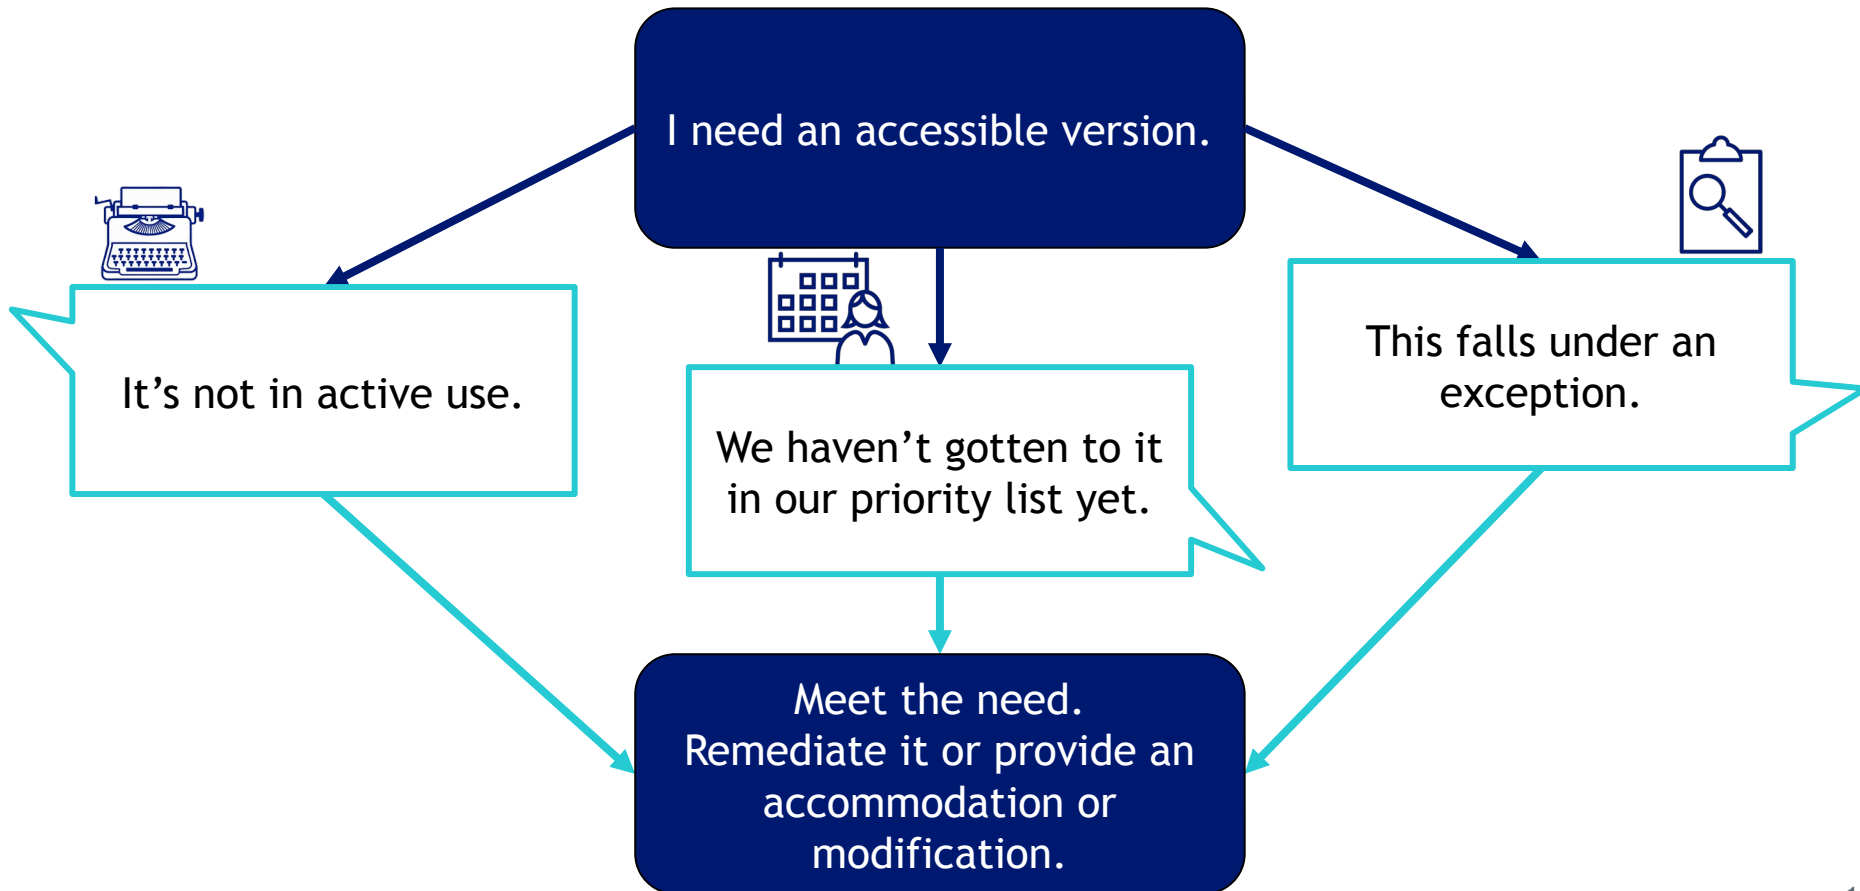 I need an accessible version.
It’s not in active use.
We haven’t gotten to it
in our priority list yet.
This falls under an
exception.
Meet the need.
Remediate it or provide an
accommodation or
modification.